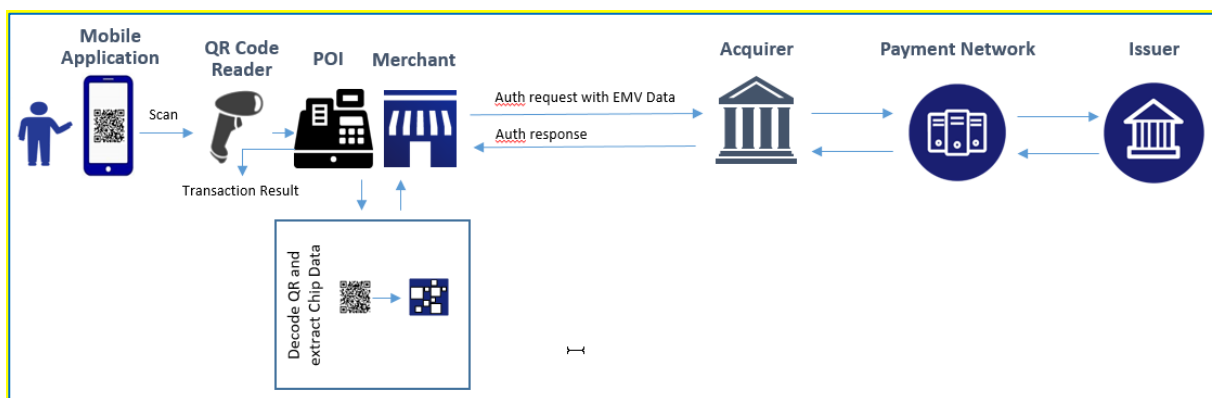 Mobile
Application
QR Code
Reader
POI
Merchant
Acquirer
Payment Network
Issuer
Scan
Auth request with EMV Data
Auth response
Transaction Result
Decode QR and
extract Chip Data